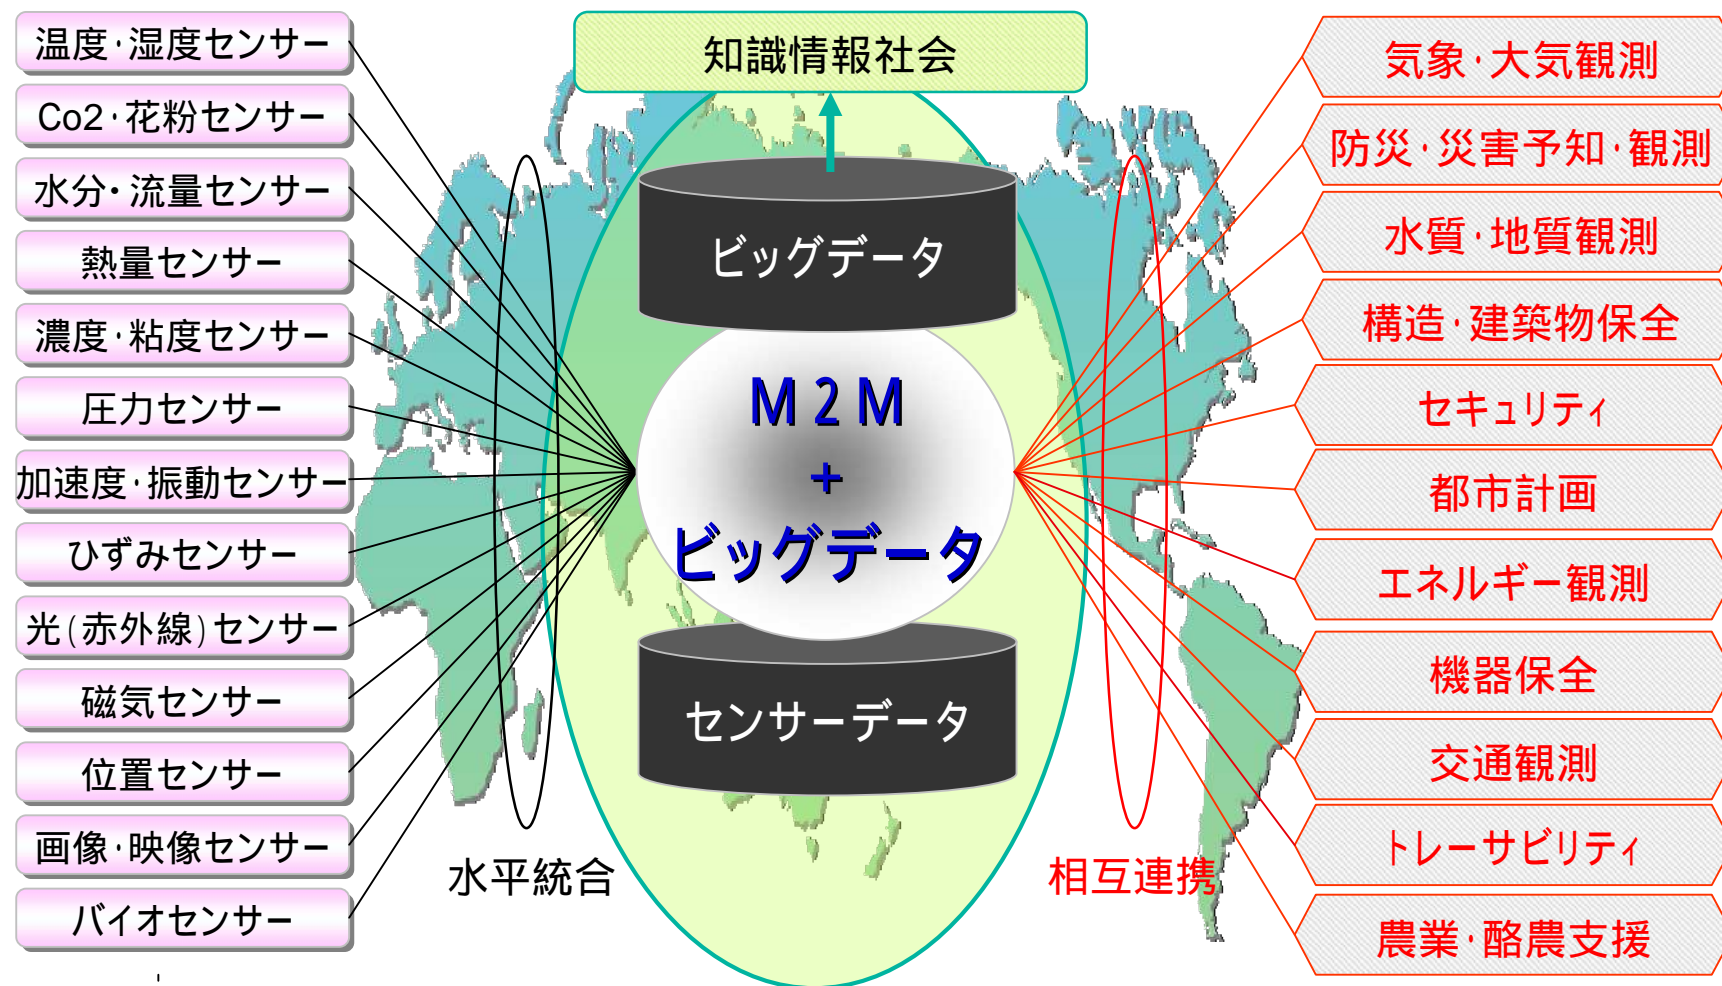 温度･湿度センサー
Co2･花粉センサー
水分・流量センサー
熱量センサー
濃度･粘度センサー
圧力センサー
加速度･振動センサー
ひずみセンサー
光(赤外線)センサー
磁気センサー
位置センサー
画像･映像センサー
バイオセンサー
水平統合
知識情報社会
ビッグデータ
M2M
+
ビッグデータ
センサーデータ
相互連携
気象･大気観測
防災･災害予知･観測
水質･地質観測
構造･建築物保全
セキュリティ
都市計画
エネルギー観測
機器保全
交通観測
トレーサビリティ
農業･酪農支援